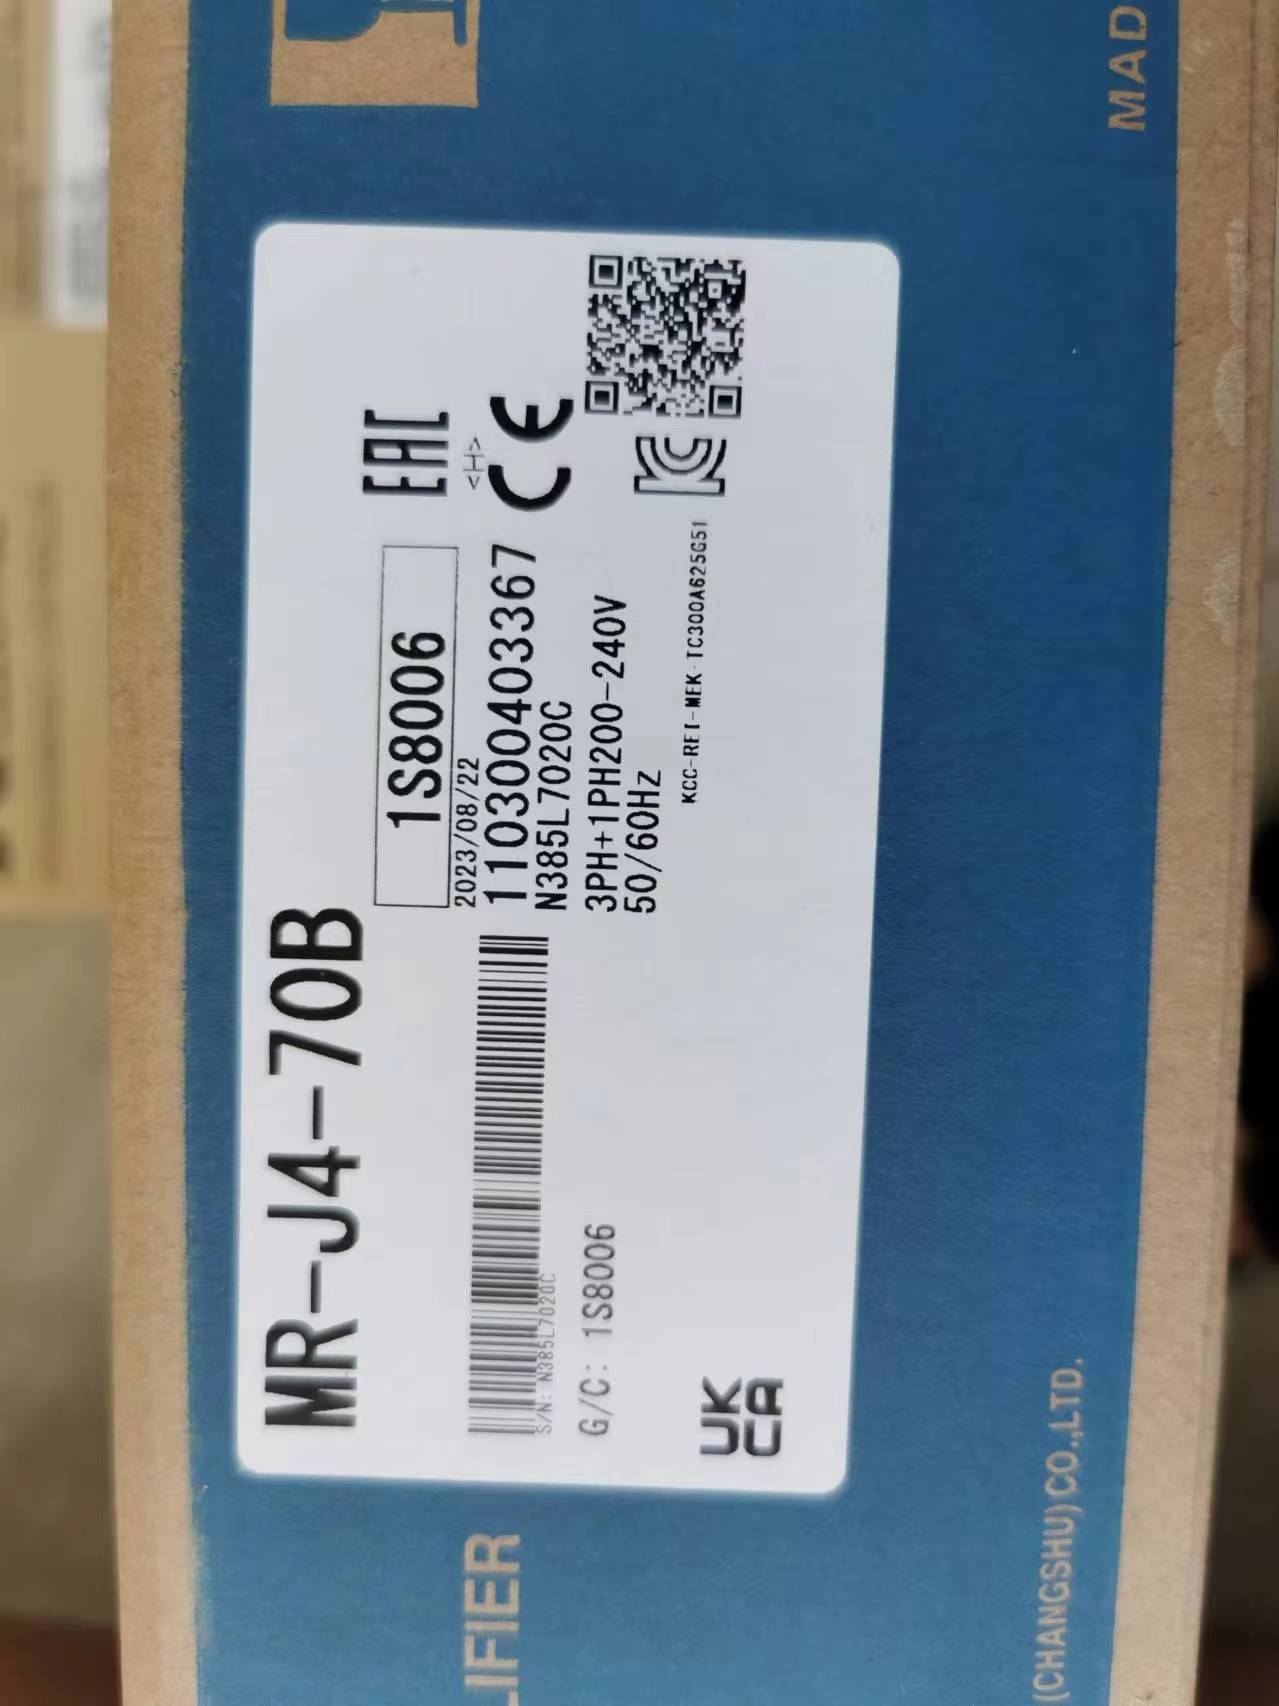 MR-J4-70B
1S8006
EAC
2023/08/22
<H>
110300403367
CE
N385L7020C
S/N: N385L7020C
3PH+1PH200-240V
50/60Hz
G/C: 1S8006
KCC-REI-MEK-TC300A625G51
UK
CA
LIFIER
(CHANGSHU)CO.,LTD.
MAD